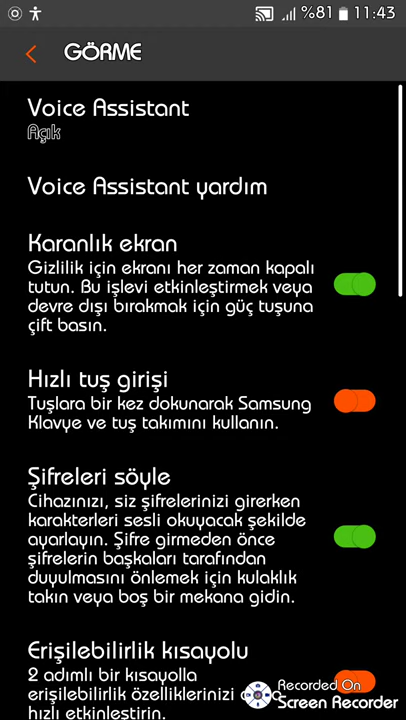 %81 11:43
GÖRME
Voice Assistant
Açık
Voice Assistant yardım
Karanlık ekran
Gizlilik için ekranı her zaman kapalı
tutun. Bu işlevi etkinleştirmek veya
devre dışı bırakmak için güç tuşuna
çift basın.
Hızlı tuş girişi
Tuşlara bir kez dokunarak Samsung
Klavye ve tuş takımını kullanın.
Şifreleri söyle
Cihazınızı, siz şifrelerinizi girerken
karakterleri sesli okuyacak şekilde
ayarlayın. Şifre girmeden önce
şifrelerin başkaları tarafından
duyulmasını önlemek için kulaklık
takın veya boş bir mekana gidin.
Erişilebilirlik kısayolu
2 adımlı bir kısayolla
erişilebilirlik özelliklerinizi
hızlı etkinleştirin.
Recorded On
Screen Recorder